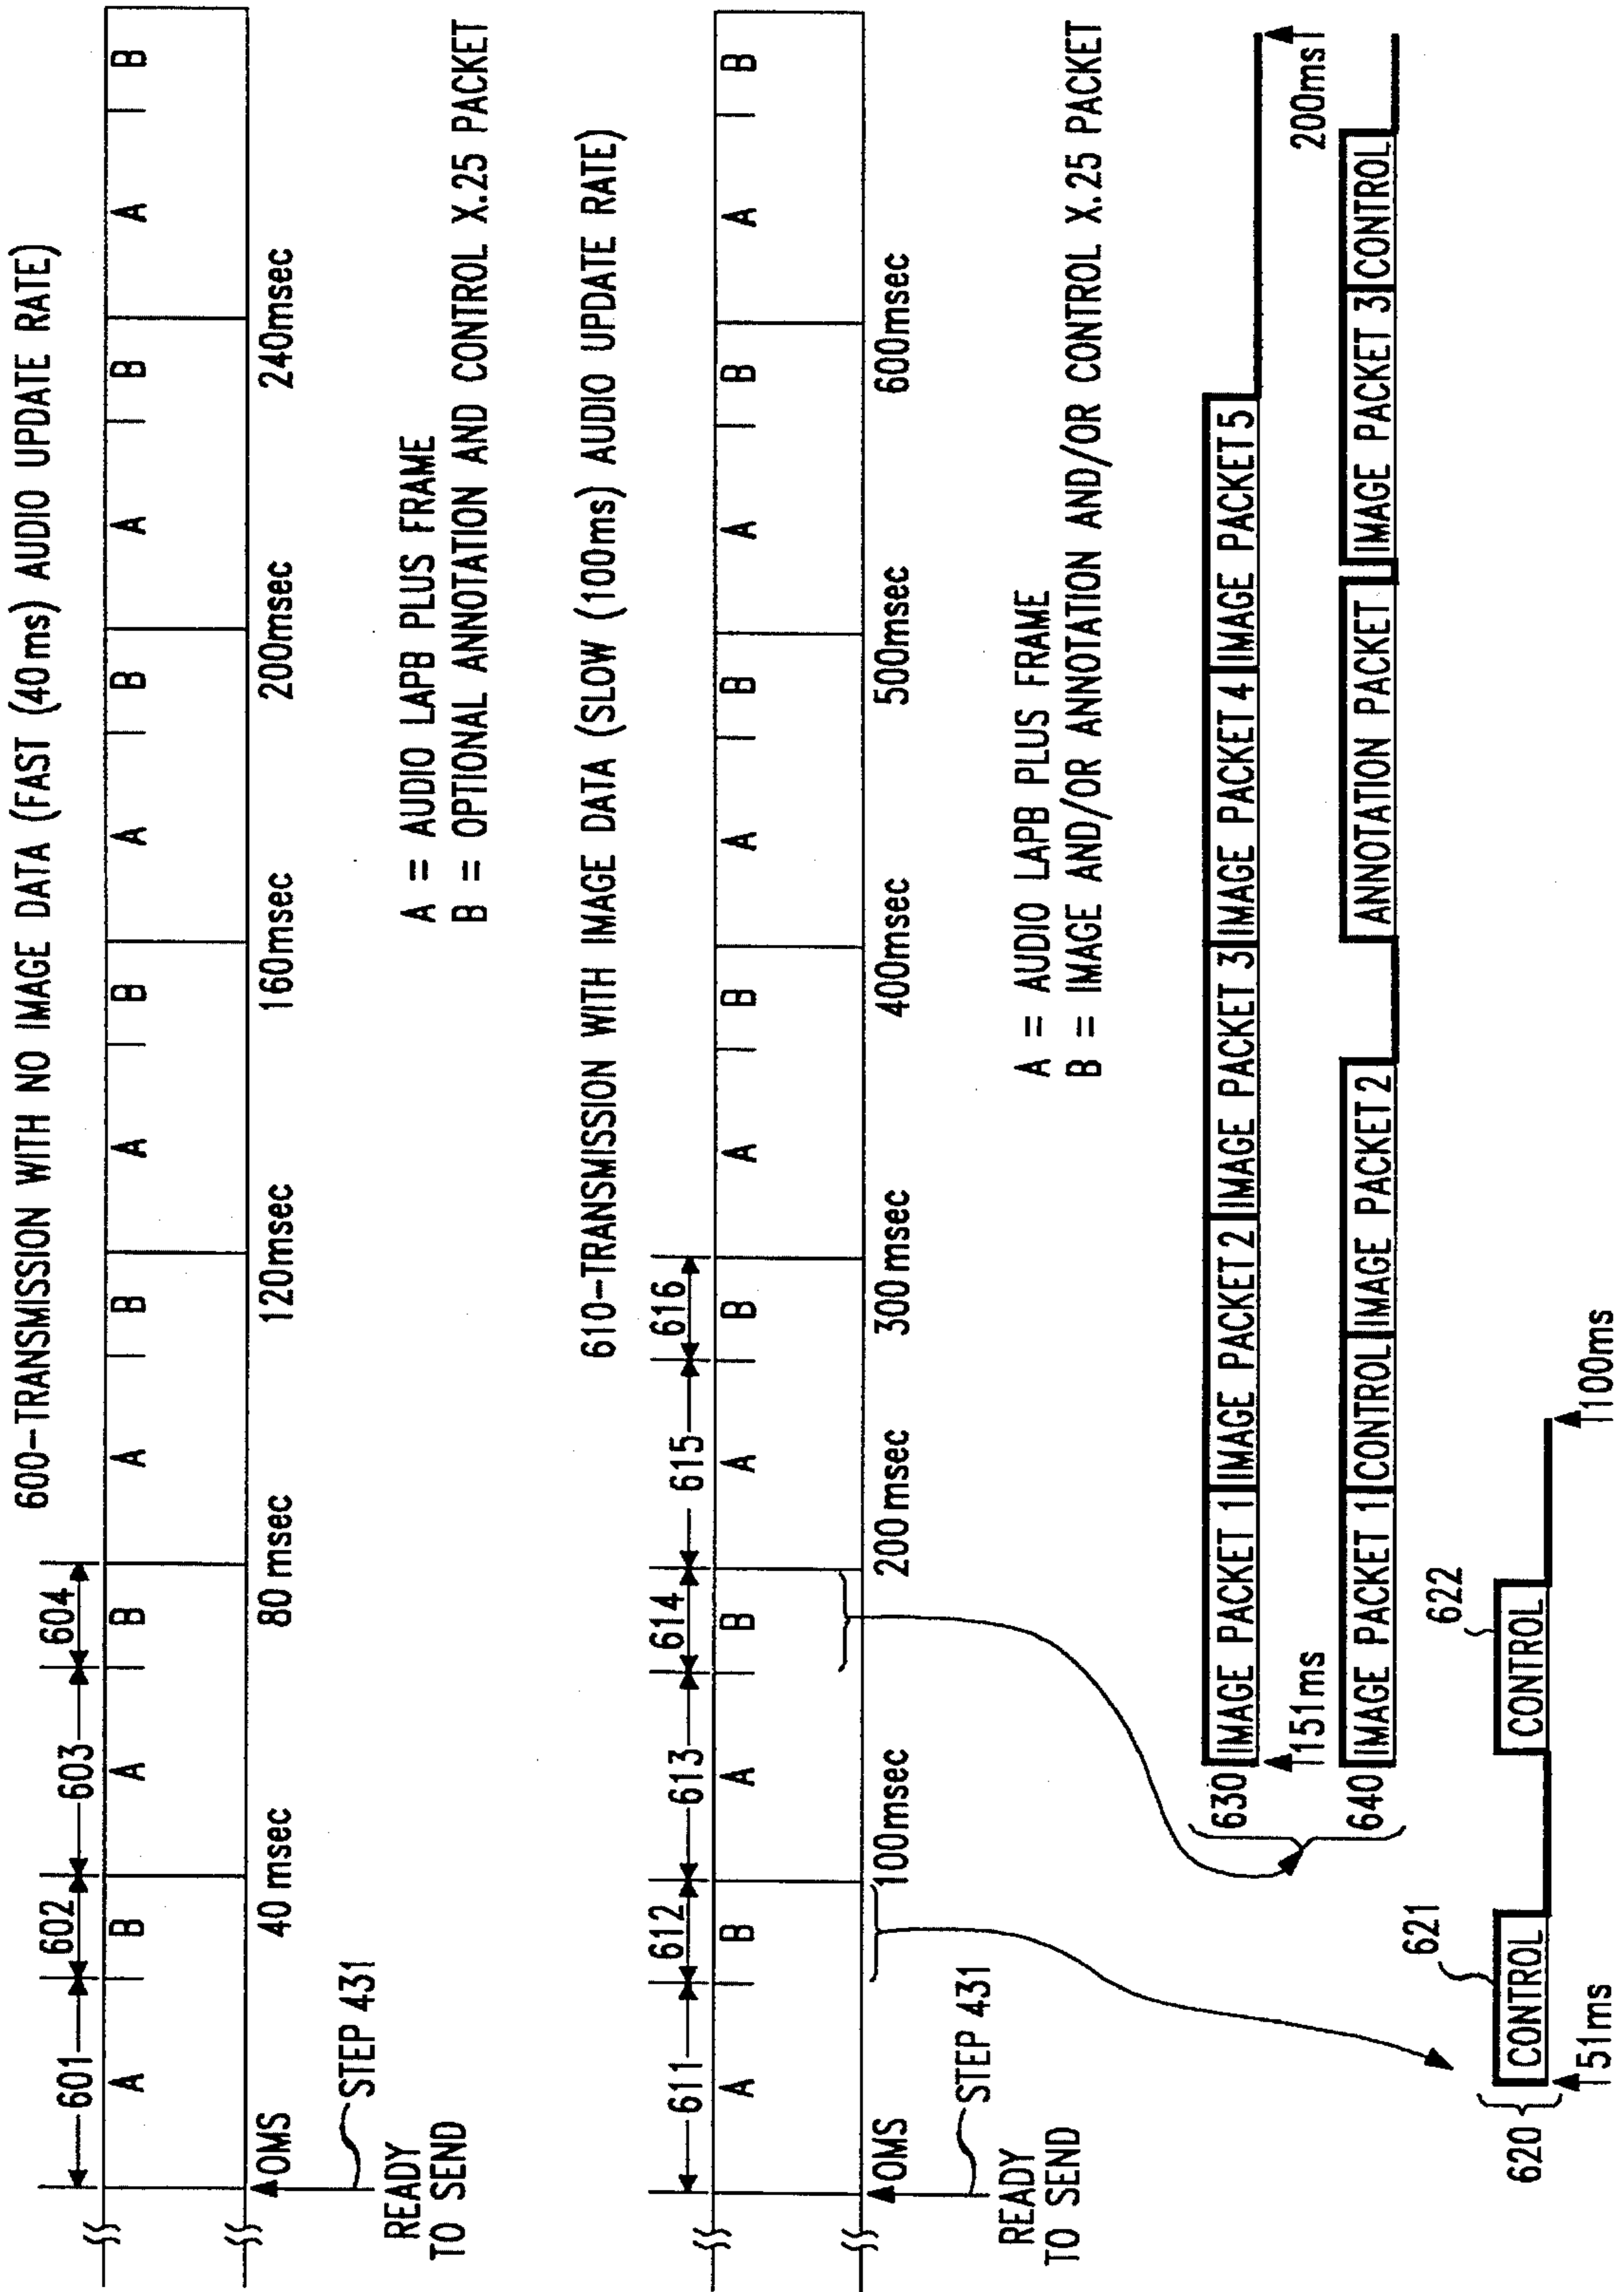 600-TRANSMISSION WITH NO IMAGE DATA (FAST (40ms) AUDIO UPDATE RATE)
601 602 603 604
A B A B A B A B A B A B A B
0MS 40 msec 80 msec 120msec 160msec 200msec 240msec
STEP 431
READY
TO SEND
A = AUDIO LAPB PLUS FRAME
B = OPTIONAL ANNOTATION AND CONTROL X.25 PACKET
610-TRANSMISSION WITH IMAGE DATA (SLOW (100ms) AUDIO UPDATE RATE)
611 612 613 614 615 616
A B A B A B A B A B A B A B
0MS 100msec 200msec 300msec 400msec 500msec 600msec
STEP 431
READY
TO SEND
A = AUDIO LAPB PLUS FRAME
B = IMAGE AND/OR ANNOTATION AND/OR CONTROL X.25 PACKET
630 IMAGE PACKET 1 IMAGE PACKET 2 IMAGE PACKET 3 IMAGE PACKET 4 IMAGE PACKET 5
151ms 200ms
640 IMAGE PACKET 1 CONTROL IMAGE PACKET 2 ANNOTATION PACKET IMAGE PACKET 3 CONTROL
621 622
620 CONTROL CONTROL
51ms 100ms